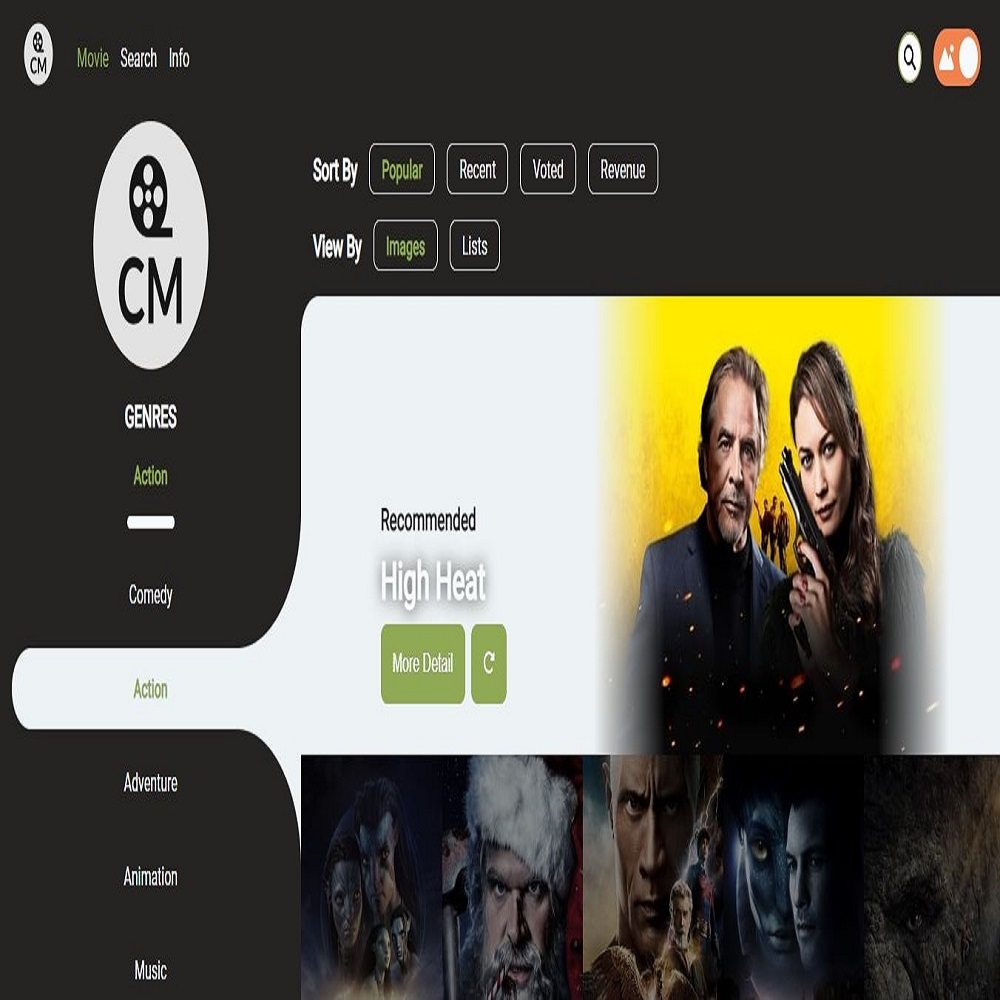 CM
Movie Search Info
CM
GENRES
Action
Comedy
Action
Adventure
Animation
Music
Sort By Popular Recent Voted Revenue
View By Images Lists
Recommended
High Heat
More Detail